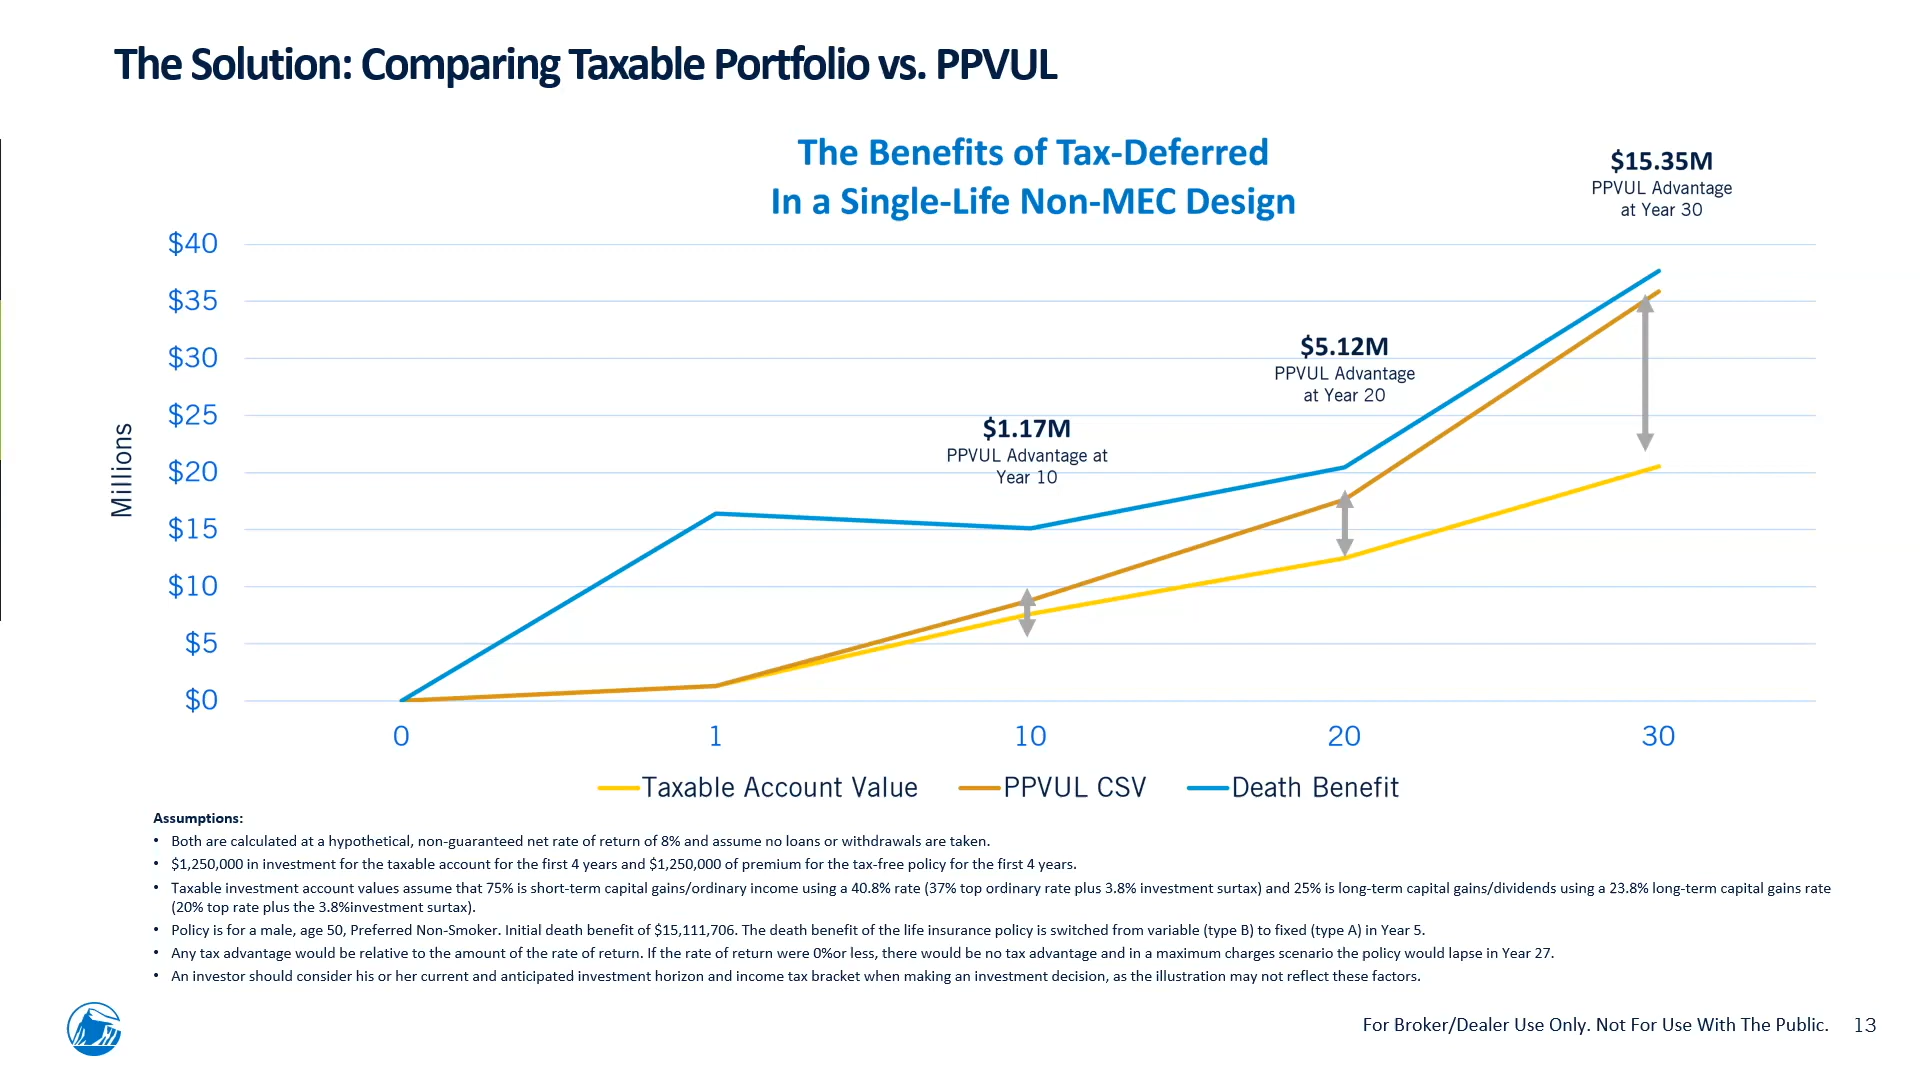 The Solution: Comparing Taxable Portfolio vs. PPVUL
The Benefits of Tax-Deferred
In a Single-Life Non-MEC Design
$15.35M
PPVUL Advantage
at Year 30
$5.12M
PPVUL Advantage
at Year 20
$1.17M
PPVUL Advantage at
Year 10
Millions
$40
$35
$30
$25
$20
$15
$10
$5
$0
0 1 10 20 30
Taxable Account Value PPVUL CSV Death Benefit
Assumptions:
• Both are calculated at a hypothetical, non-guaranteed net rate of return of 8% and assume no loans or withdrawals are taken.
• $1,250,000 in investment for the taxable account for the first 4 years and $1,250,000 of premium for the tax-free policy for the first 4 years.
• Taxable investment account values assume that 75% is short-term capital gains/ordinary income using a 40.8% rate (37% top ordinary rate plus 3.8% investment surtax) and 25% is long-term capital gains/dividends using a 23.8% long-term capital gains rate
(20% top rate plus the 3.8%investment surtax).
• Policy is for a male, age 50, Preferred Non-Smoker. Initial death benefit of $15,111,706. The death benefit of the life insurance policy is switched from variable (type B) to fixed (type A) in Year 5.
• Any tax advantage would be relative to the amount of the rate of return. If the rate of return were 0%or less, there would be no tax advantage and in a maximum charges scenario the policy would lapse in Year 27.
• An investor should consider his or her current and anticipated investment horizon and income tax bracket when making an investment decision, as the illustration may not reflect these factors.
For Broker/Dealer Use Only. Not For Use With The Public. 13